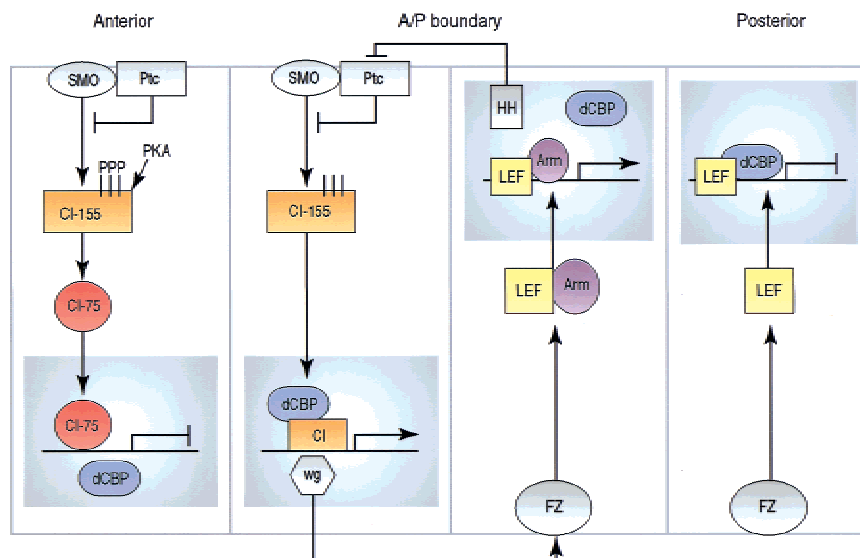 Anterior
A/P boundary
Posterior
SMO
Ptc
PKA
PPP
CI-155
CI-75
CI-75
dCBP
SMO
Ptc
CI-155
dCBP
CI
wg
HH
dCBP
LEF
Arm
LEF
Arm
FZ
LEF
dCBP
LEF
FZ